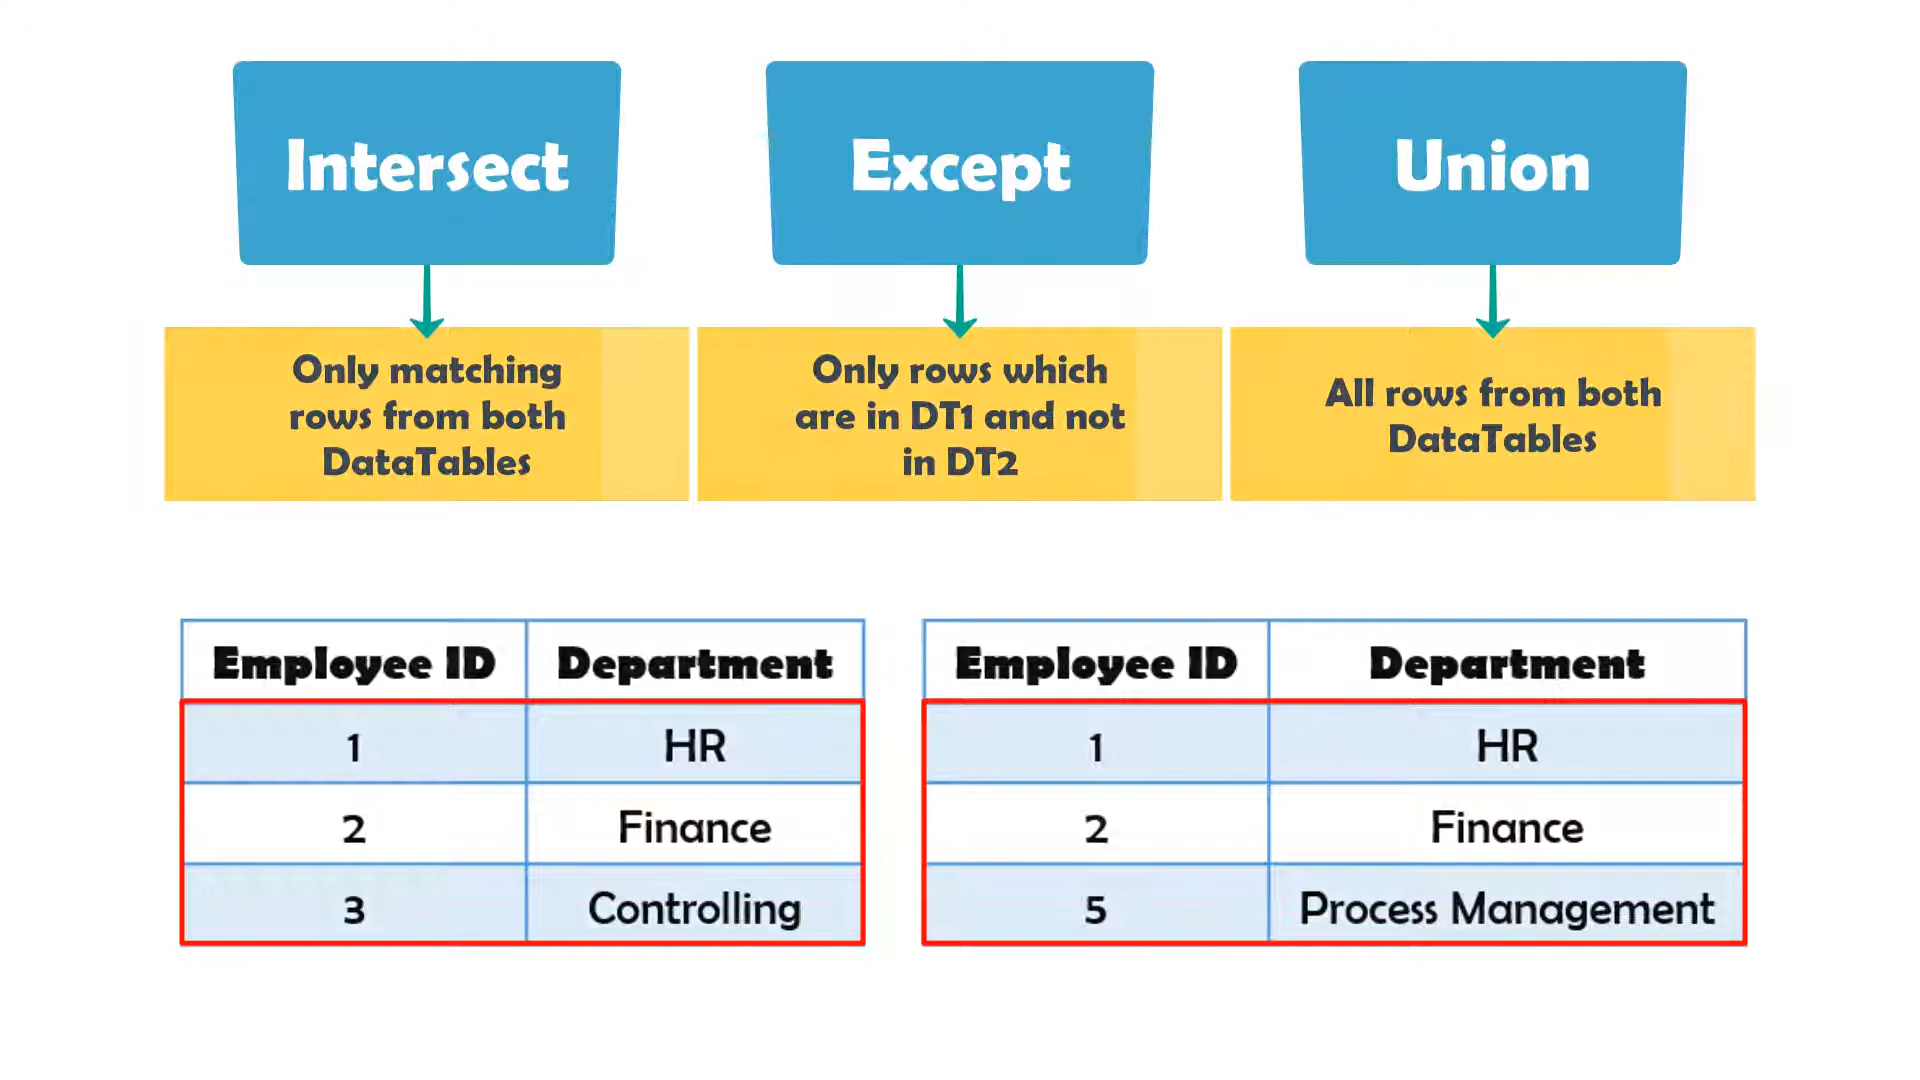 Intersect
Except
Union
Only matching
rows from both
DataTables
Only rows which
are in DT1 and not
in DT2
All rows from both
DataTables
Employee ID Department
1 HR
2 Finance
3 Controlling
Employee ID Department
1 HR
2 Finance
5 Process Management